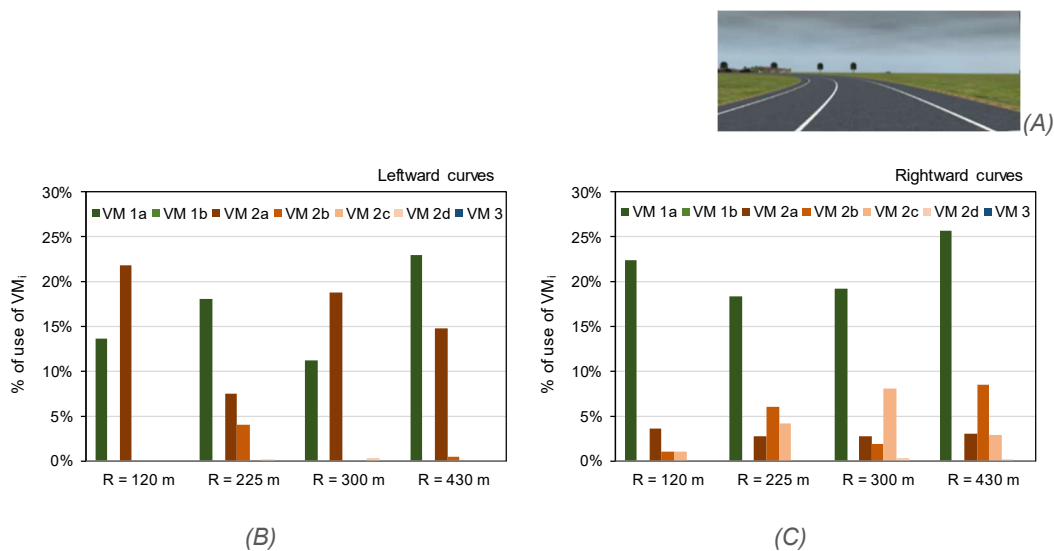 (A)
Leftward curves
30%
25%
20%
15%
10%
5%
0%
% of use of VMi
VM 1a VM 1b VM 2a VM 2b VM 2c VM 2d VM 3
R = 120 m R = 225 m R = 300 m R = 430 m
(B)
Rightward curves
30%
25%
20%
15%
10%
5%
0%
% of use of VMi
VM 1a VM 1b VM 2a VM 2b VM 2c VM 2d VM 3
R = 120 m R = 225 m R = 300 m R = 430 m
(C)